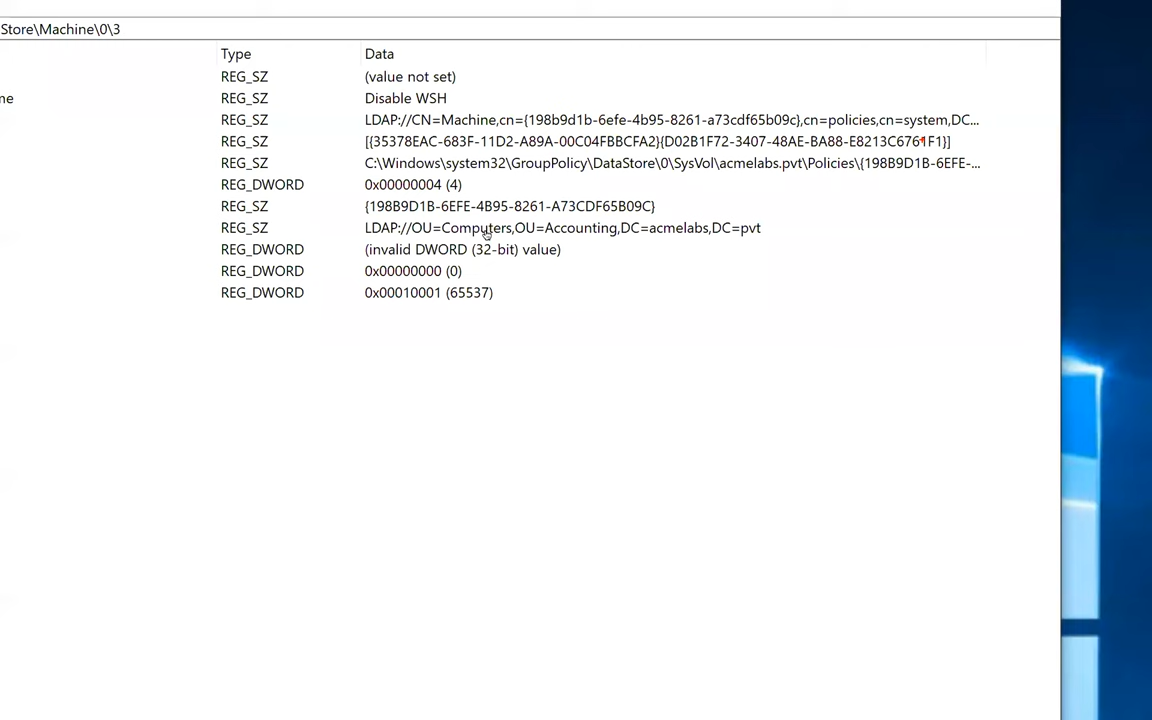 Store\Machine\0\3
Type Data
REG_SZ (value not set)
me REG_SZ Disable WSH
REG_SZ LDAP://CN=Machine,cn={198b9d1b-6efe-4b95-8261-a73cdf65b09c},cn=policies,cn=system,DC...
REG_SZ [{35378EAC-683F-11D2-A89A-00C04FBBCFA2}{D02B1F72-3407-48AE-BA88-E8213C6761F1}]
REG_SZ C:\Windows\system32\GroupPolicy\DataStore\0\SysVol\acmelabs.pvt\Policies\{198B9D1B-6EFE-...
REG_DWORD 0x00000004 (4)
REG_SZ {198B9D1B-6EFE-4B95-8261-A73CDF65B09C}
REG_SZ LDAP://OU=Computers,OU=Accounting,DC=acmelabs,DC=pvt
REG_DWORD (invalid DWORD (32-bit) value)
REG_DWORD 0x00000000 (0)
REG_DWORD 0x00010001 (65537)